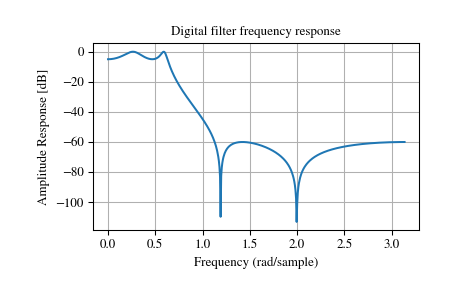 Digital filter frequency response
Amplitude Response [dB]
0
−20
−40
−60
−80
−100
0.0 0.5 1.0 1.5 2.0 2.5 3.0
Frequency (rad/sample)